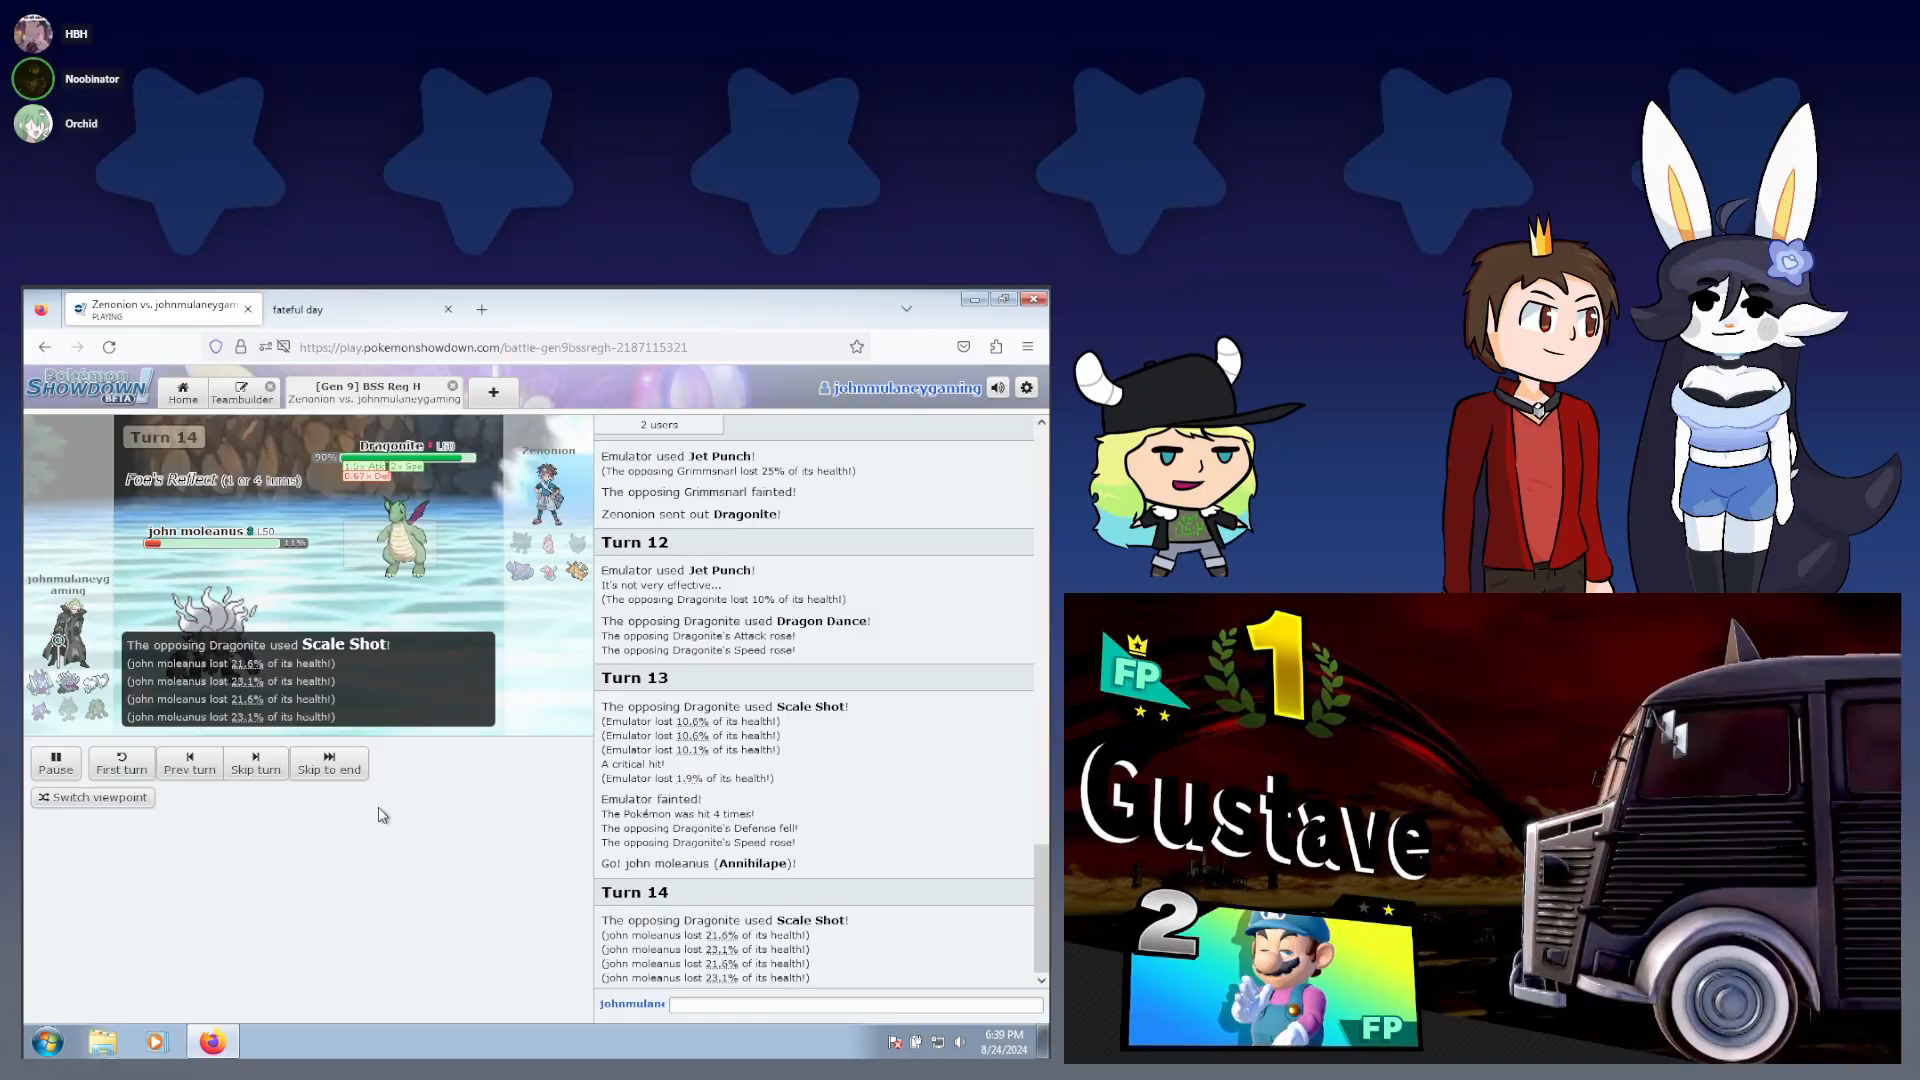 HBH
Noobinator
Orchid
Zenonion vs. johnmulaneygam
PLAYING
fateful day
https://play.pokemonshowdown.com/battle-gen9bssregh-2187115321
Pokémon
SHOWDOWN!
BETA
Home
Teambuilder
[Gen 9] BSS Reg H
Zenonion vs. johnmulaneygaming
johnmulaneygaming
Turn 14
Foe's Reflect (1 or 4 turns)
Dragonite L50
90%
1.5× Atk 2× Spe
0.67× Def
john moleanus L50
11%
Zenonion
johnmulaneyg
aming
The opposing Dragonite used Scale Shot!
(john moleanus lost 21.6% of its health!)
(john moleanus lost 23.1% of its health!)
(john moleanus lost 21.6% of its health!)
(john moleanus lost 23.1% of its health!)
Pause
First turn
Prev turn
Skip turn
Skip to end
Switch viewpoint
2 users
Emulator used Jet Punch!
(The opposing Grimmsnarl lost 25% of its health!)
The opposing Grimmsnarl fainted!
Zenonion sent out Dragonite!
Turn 12
Emulator used Jet Punch!
It's not very effective...
(The opposing Dragonite lost 10% of its health!)
The opposing Dragonite used Dragon Dance!
The opposing Dragonite's Attack rose!
The opposing Dragonite's Speed rose!
Turn 13
The opposing Dragonite used Scale Shot!
(Emulator lost 10.6% of its health!)
(Emulator lost 10.6% of its health!)
(Emulator lost 10.1% of its health!)
A critical hit!
(Emulator lost 1.9% of its health!)
Emulator fainted!
The Pokémon was hit 4 times!
The opposing Dragonite's Defense fell!
The opposing Dragonite's Speed rose!
Go! john moleanus (Annihilape)!
Turn 14
The opposing Dragonite used Scale Shot!
(john moleanus lost 21.6% of its health!)
(john moleanus lost 23.1% of its health!)
(john moleanus lost 21.6% of its health!)
(john moleanus lost 23.1% of its health!)
johnmulane
6:39 PM
8/24/2024
FP
1
Gustave
2
FP